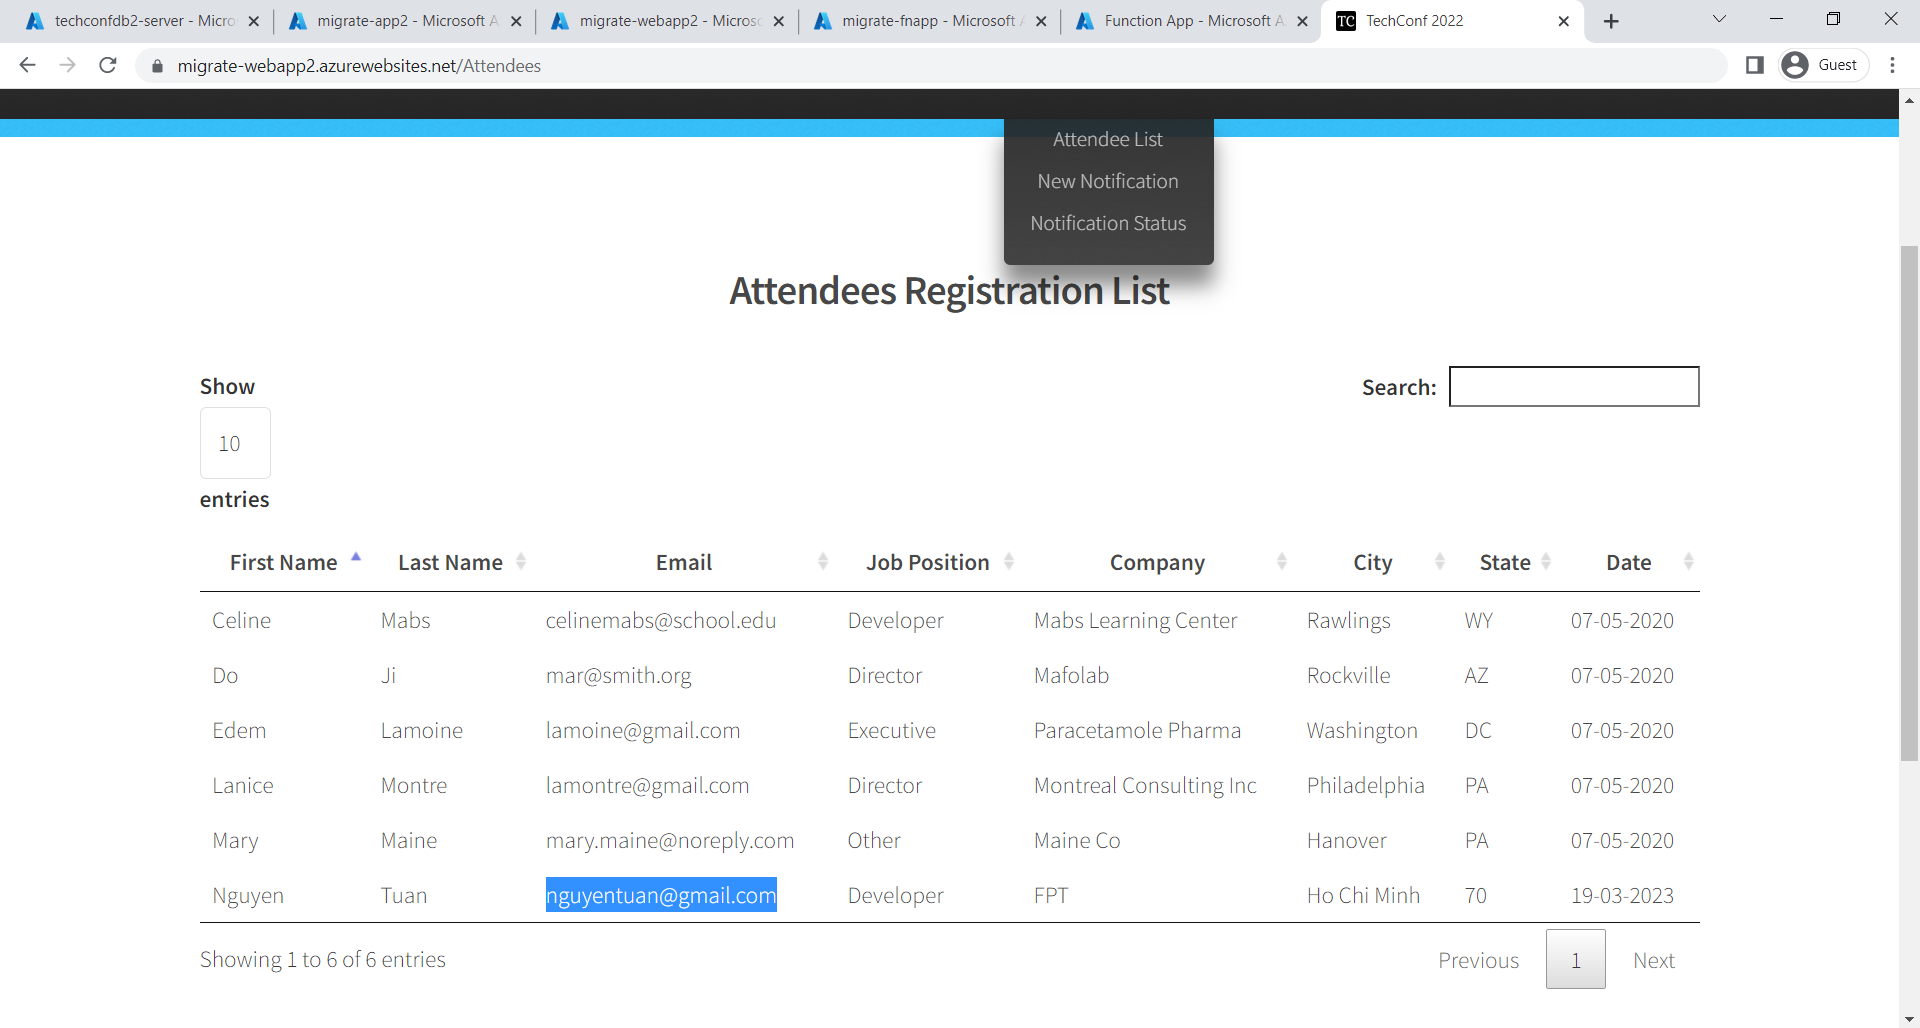 techconfdb2-server - Micro
migrate-app2 - Microsoft A
migrate-webapp2 - Microsc
migrate-fnapp - Microsoft A
Function App - Microsoft A
TC TechConf 2022
migrate-webapp2.azurewebsites.net/Attendees
Guest
Attendee List
New Notification
Notification Status
Attendees Registration List
Show
Search:
10
entries
First Name Last Name Email Job Position Company City State Date
Celine Mabs celinemabs@school.edu Developer Mabs Learning Center Rawlings WY 07-05-2020
Do Ji mar@smith.org Director Mafolab Rockville AZ 07-05-2020
Edem Lamoine lamoine@gmail.com Executive Paracetamole Pharma Washington DC 07-05-2020
Lanice Montre lamontre@gmail.com Director Montreal Consulting Inc Philadelphia PA 07-05-2020
Mary Maine mary.maine@noreply.com Other Maine Co Hanover PA 07-05-2020
Nguyen Tuan nguyentuan@gmail.com Developer FPT Ho Chi Minh 70 19-03-2023
Showing 1 to 6 of 6 entries
Previous 1 Next